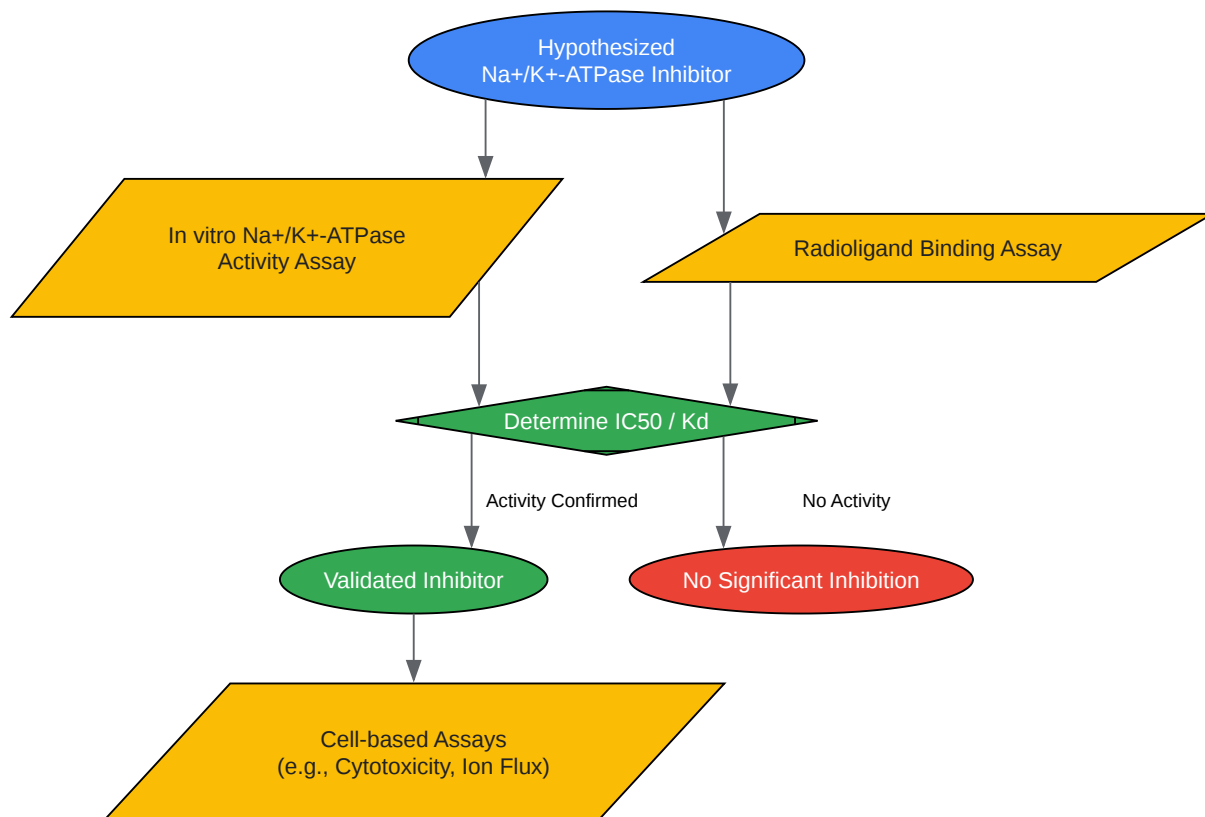 Hypothesized
Na+/K+-ATPase Inhibitor
In vitro Na+/K+-ATPase
Activity Assay
Radioligand Binding Assay
Determine IC50 / Kd
Activity Confirmed
No Activity
Validated Inhibitor
No Significant Inhibition
Cell-based Assays
(e.g., Cytotoxicity, Ion Flux)